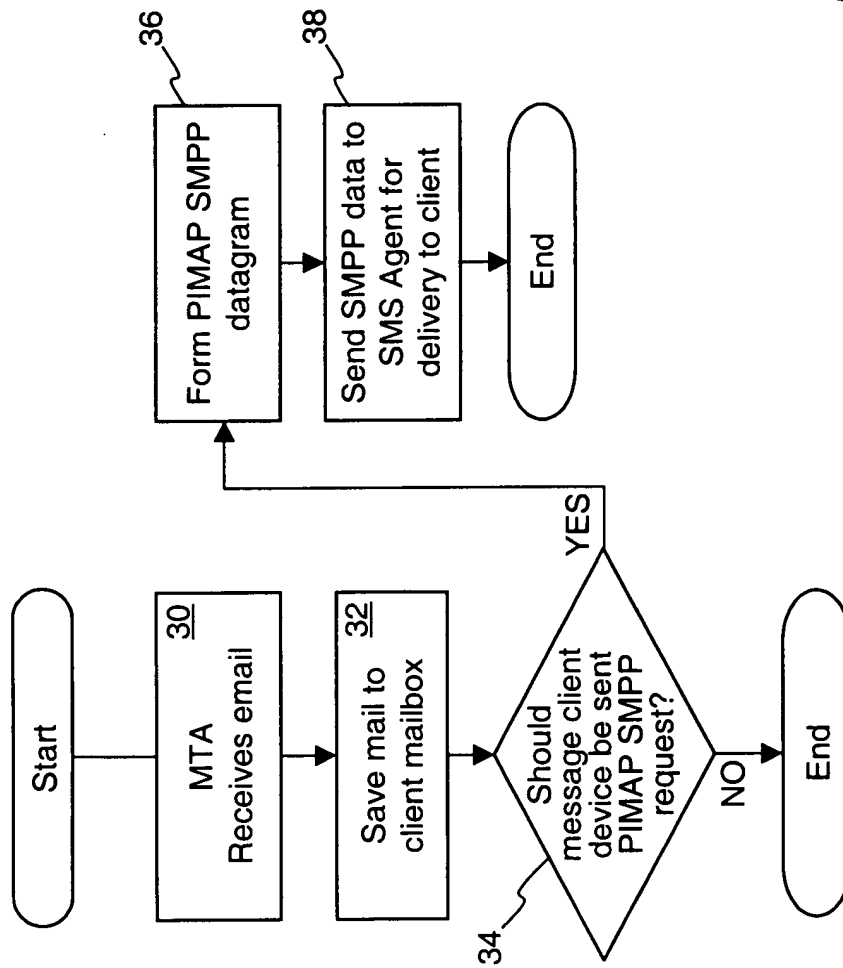 Start
30
MTA
Receives email
32
Save mail to
client mailbox
34
Should
message client
device be sent
PIMAP SMPP
request?
NO
YES
End
36
Form PIMAP SMPP
datagram
38
Send SMPP data to
SMS Agent for
delivery to client
End